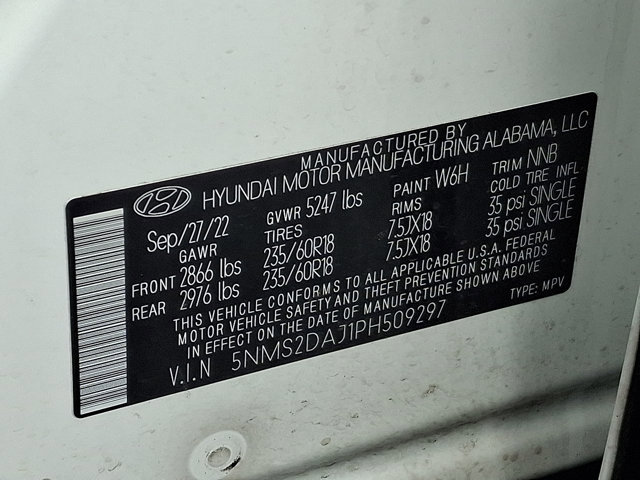 MANUFACTURED BY
HYUNDAI MOTOR MANUFACTURING ALABAMA, LLC
Sep/27/22 GVWR 5247 lbs PAINT W6H TRIM NNB
GAWR TIRES RIMS COLD TIRE INFL.
FRONT 2866 lbs 235/60R18 7.5JX18 35 psi SINGLE
REAR 2976 lbs 235/60R18 7.5JX18 35 psi SINGLE
THIS VEHICLE CONFORMS TO ALL APPLICABLE U.S.A. FEDERAL
MOTOR VEHICLE SAFETY AND THEFT PREVENTION STANDARDS
IN EFFECT ON THE DATE OF MANUFACTURE SHOWN ABOVE
V.I.N 5NMS2DAJ1PH509297 TYPE: MPV